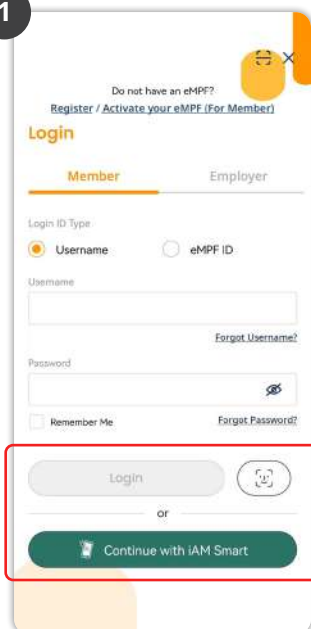 1
Do not have an eMPF?
Register / Activate your eMPF (For Member)
Login
Member Employer
Login ID Type
Username eMPF ID
Username
Forgot Username?
Password
Remember Me Forgot Password?
Login
or
Continue with iAM Smart